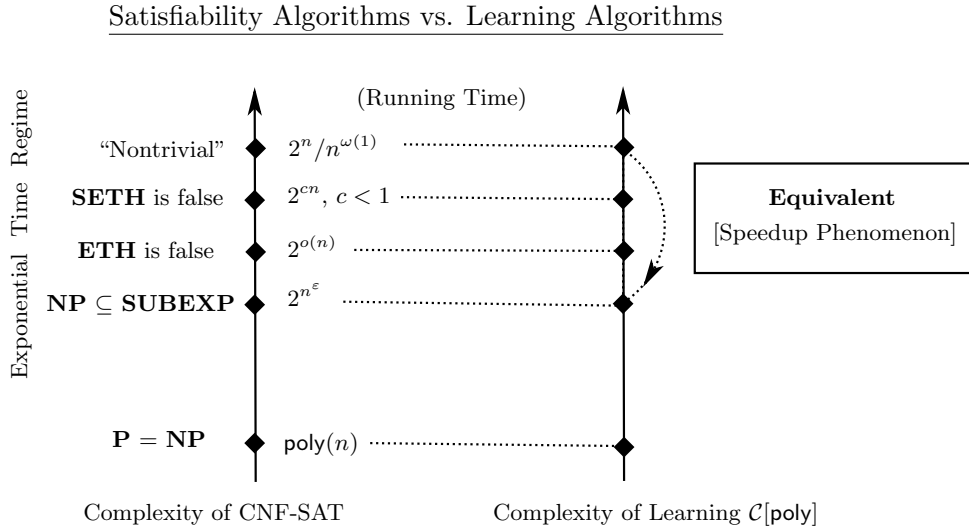 Satisfiability Algorithms vs. Learning Algorithms
Exponential Time Regime
(Running Time)
“Nontrivial” 2^n/n^{ω(1)}
SETH is false 2^{cn}, c < 1
ETH is false 2^{o(n)}
NP ⊆ SUBEXP 2^{n^ε}
P = NP poly(n)
Equivalent
[Speedup Phenomenon]
Complexity of CNF-SAT
Complexity of Learning 𝒞[poly]